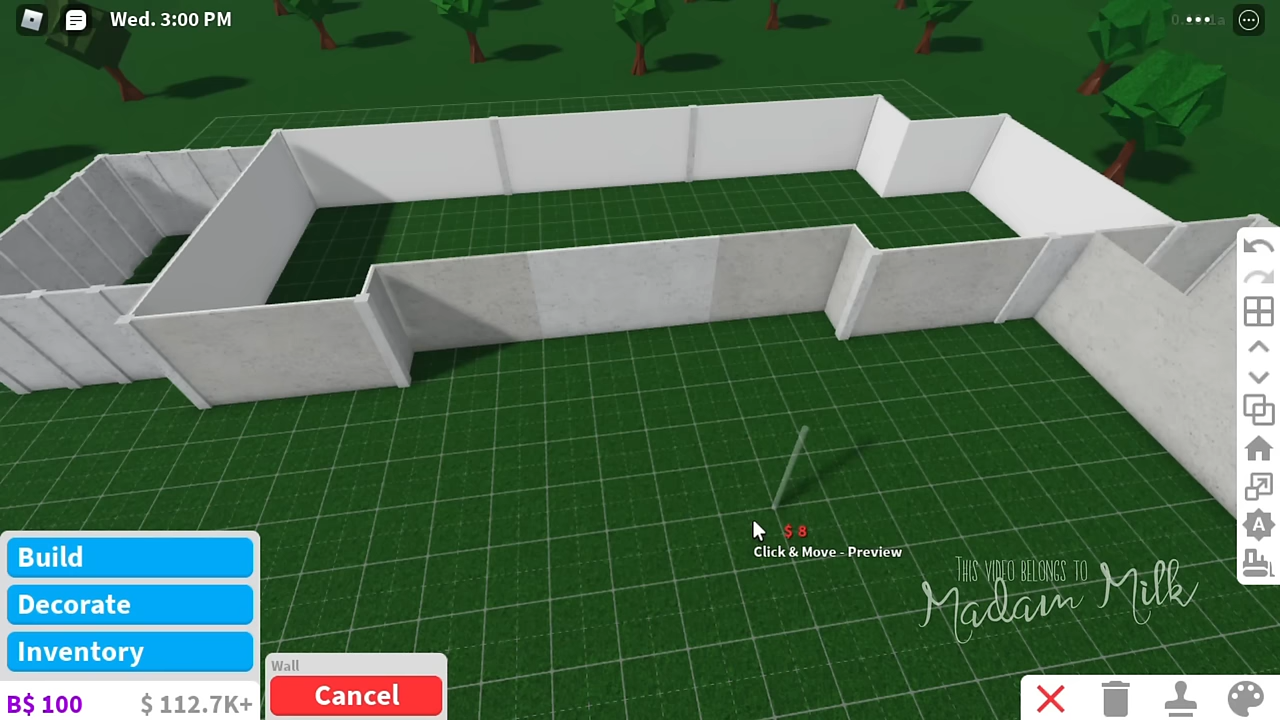 Wed. 3:00 PM
$ 8
Click & Move - Preview
THIS VIDEO BELONGS TO
Madam Milk
Build
Decorate
Inventory
Wall
Cancel
B$ 100
$ 112.7K+
A